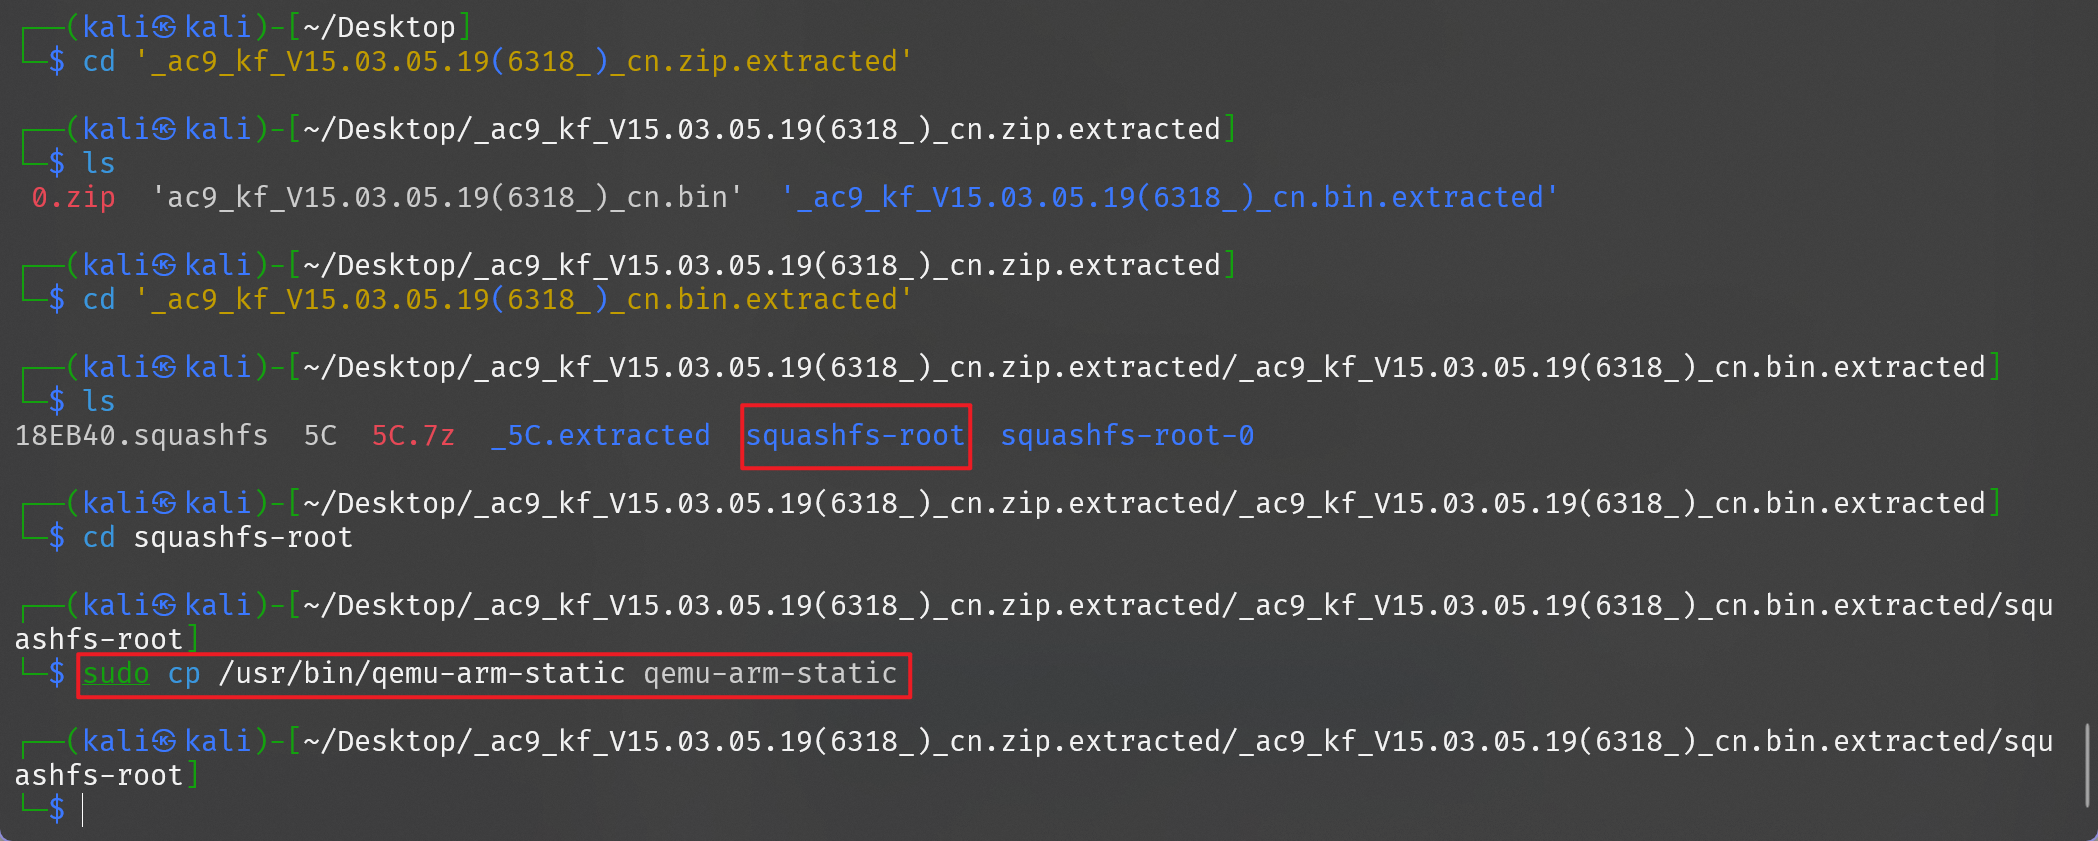 ┌──(kali㉿kali)-[~/Desktop]
└─$ cd '_ac9_kf_V15.03.05.19(6318_)_cn.zip.extracted'
┌──(kali㉿kali)-[~/Desktop/_ac9_kf_V15.03.05.19(6318_)_cn.zip.extracted]
└─$ ls
0.zip  'ac9_kf_V15.03.05.19(6318_)_cn.bin'  '_ac9_kf_V15.03.05.19(6318_)_cn.bin.extracted'
┌──(kali㉿kali)-[~/Desktop/_ac9_kf_V15.03.05.19(6318_)_cn.zip.extracted]
└─$ cd '_ac9_kf_V15.03.05.19(6318_)_cn.bin.extracted'
┌──(kali㉿kali)-[~/Desktop/_ac9_kf_V15.03.05.19(6318_)_cn.zip.extracted/_ac9_kf_V15.03.05.19(6318_)_cn.bin.extracted]
└─$ ls
18EB40.squashfs  5C  5C.7z  _5C.extracted  squashfs-root  squashfs-root-0
┌──(kali㉿kali)-[~/Desktop/_ac9_kf_V15.03.05.19(6318_)_cn.zip.extracted/_ac9_kf_V15.03.05.19(6318_)_cn.bin.extracted]
└─$ cd squashfs-root
┌──(kali㉿kali)-[~/Desktop/_ac9_kf_V15.03.05.19(6318_)_cn.zip.extracted/_ac9_kf_V15.03.05.19(6318_)_cn.bin.extracted/squ
ashfs-root]
└─$ sudo cp /usr/bin/qemu-arm-static qemu-arm-static
┌──(kali㉿kali)-[~/Desktop/_ac9_kf_V15.03.05.19(6318_)_cn.zip.extracted/_ac9_kf_V15.03.05.19(6318_)_cn.bin.extracted/squ
ashfs-root]
└─$